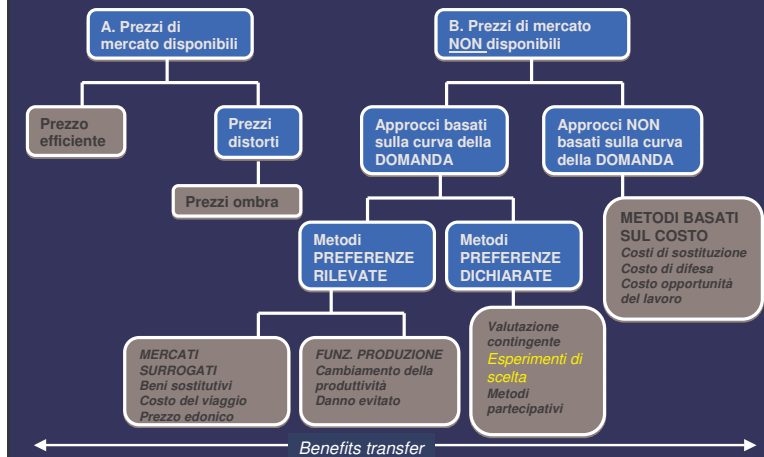 A. Prezzi di
mercato disponibili
B. Prezzi di mercato
NON disponibili
Prezzo
efficiente
Prezzi
distorti
Approcci basati
sulla curva della
DOMANDA
Approcci NON
basati sulla curva
della DOMANDA
Prezzi ombra
METODI BASATI
SUL COSTO
Costi di sostituzione
Costo di difesa
Costo opportunità
del lavoro
Metodi
PREFERENZE
RILEVATE
Metodi
PREFERENZE
DICHIARATE
MERCATI
SURROGATI
Beni sostitutivi
Costo del viaggio
Prezzo edonico
FUNZ. PRODUZIONE
Cambiamento della
produttività
Danno evitato
Valutazione
contingente
Esperimenti di
scelta
Metodi
partecipativi
Benefits transfer